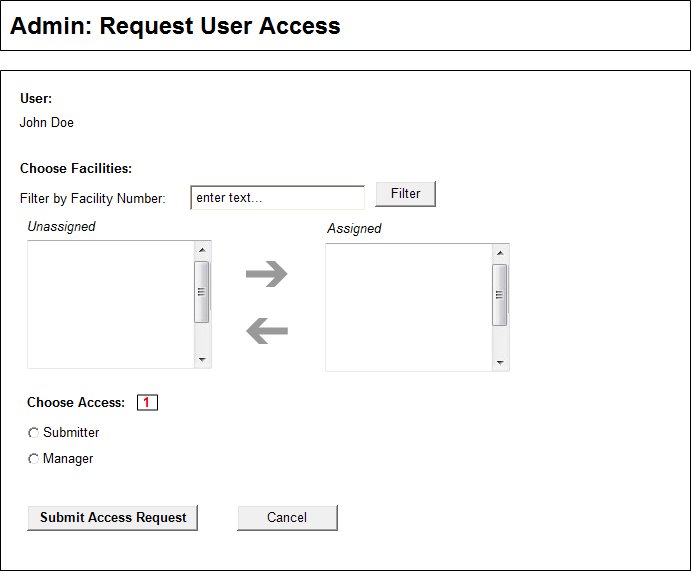 Admin: Request User Access
User:
John Doe
Choose Facilities:
Filter by Facility Number: enter text... Filter
Unassigned Assigned
Choose Access: 1
Submitter
Manager
Submit Access Request Cancel